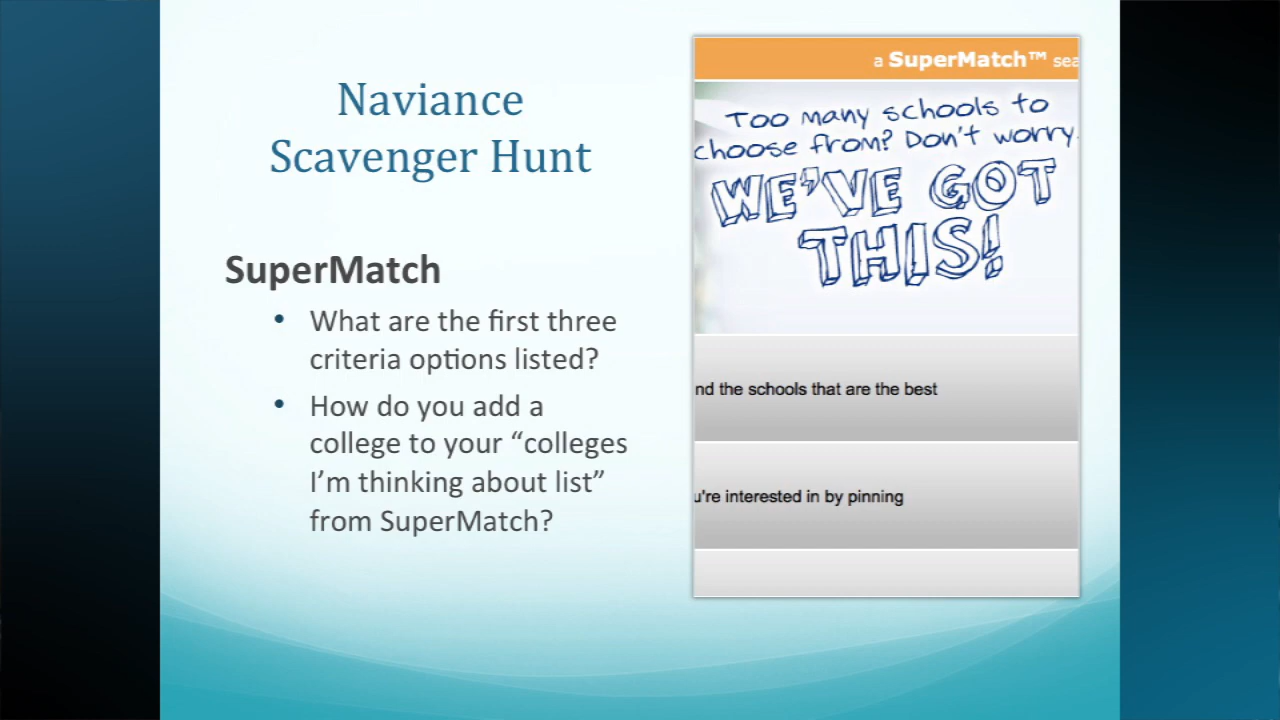 Naviance
Scavenger Hunt
SuperMatch
• What are the first three
criteria options listed?
• How do you add a
college to your “colleges
I’m thinking about list”
from SuperMatch?
a SuperMatch™ sea
Too many schools to
choose from? Don't worry.
WE'VE GOT
THIS!
nd the schools that are the best
u're interested in by pinning